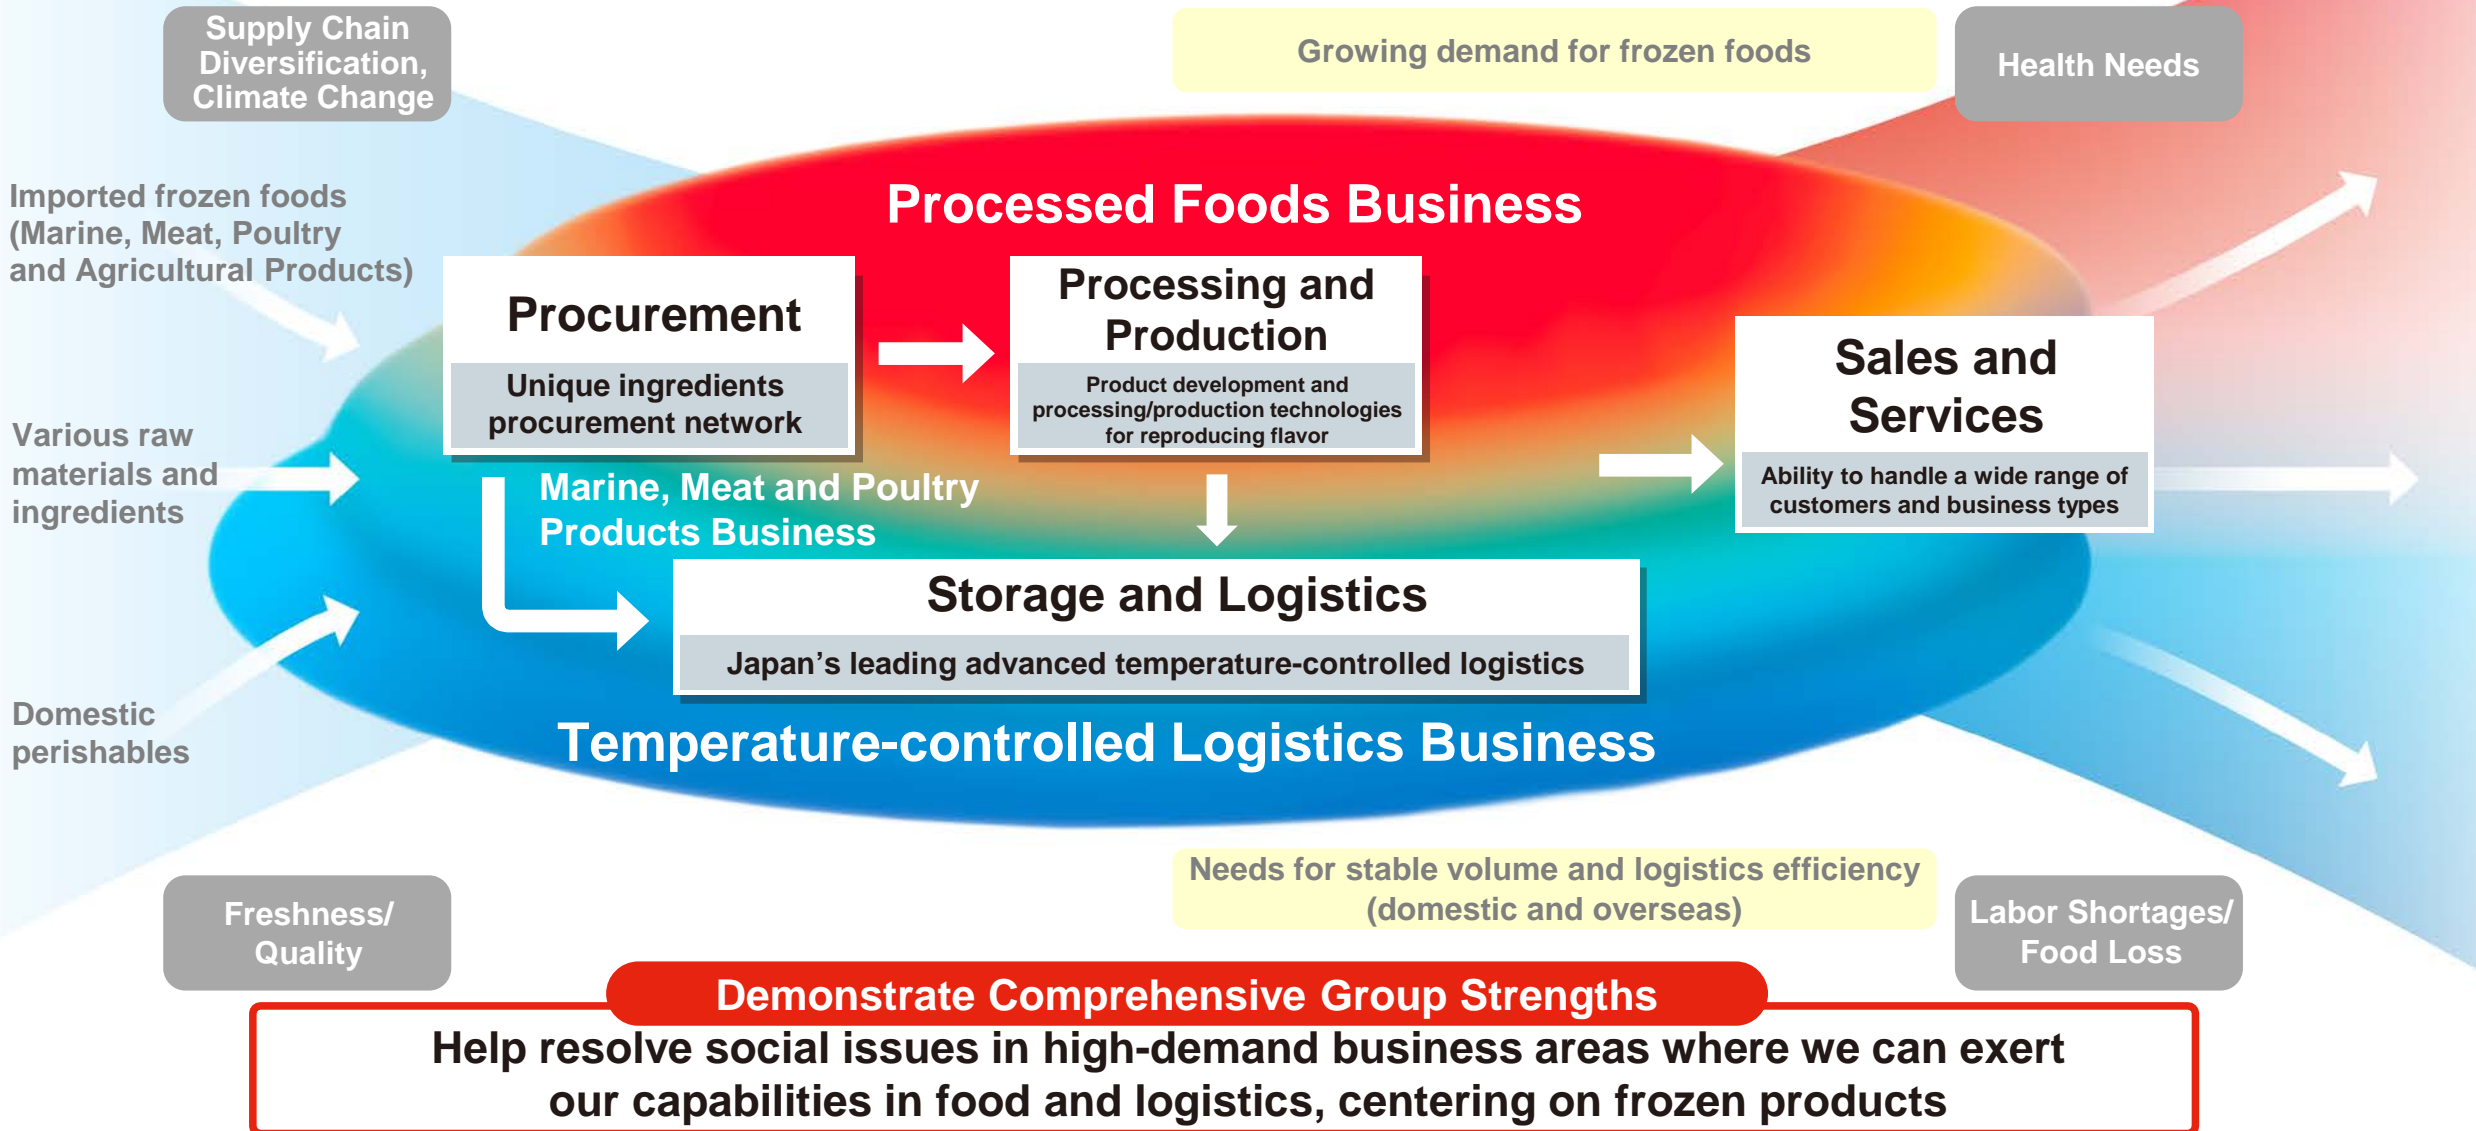 Supply Chain
Diversification,
Climate Change
Growing demand for frozen foods
Health Needs
Imported frozen foods
(Marine, Meat, Poultry
and Agricultural Products)
Processed Foods Business
Procurement
Unique ingredients
procurement network
Processing and
Production
Product development and
processing/production technologies
for reproducing flavor
Sales and
Services
Ability to handle a wide range of
customers and business types
Various raw
materials and
ingredients
Marine, Meat and Poultry
Products Business
Storage and Logistics
Japan’s leading advanced temperature-controlled logistics
Domestic
perishables
Temperature-controlled Logistics Business
Freshness/
Quality
Needs for stable volume and logistics efficiency
(domestic and overseas)
Labor Shortages/
Food Loss
Demonstrate Comprehensive Group Strengths
Help resolve social issues in high-demand business areas where we can exert
our capabilities in food and logistics, centering on frozen products